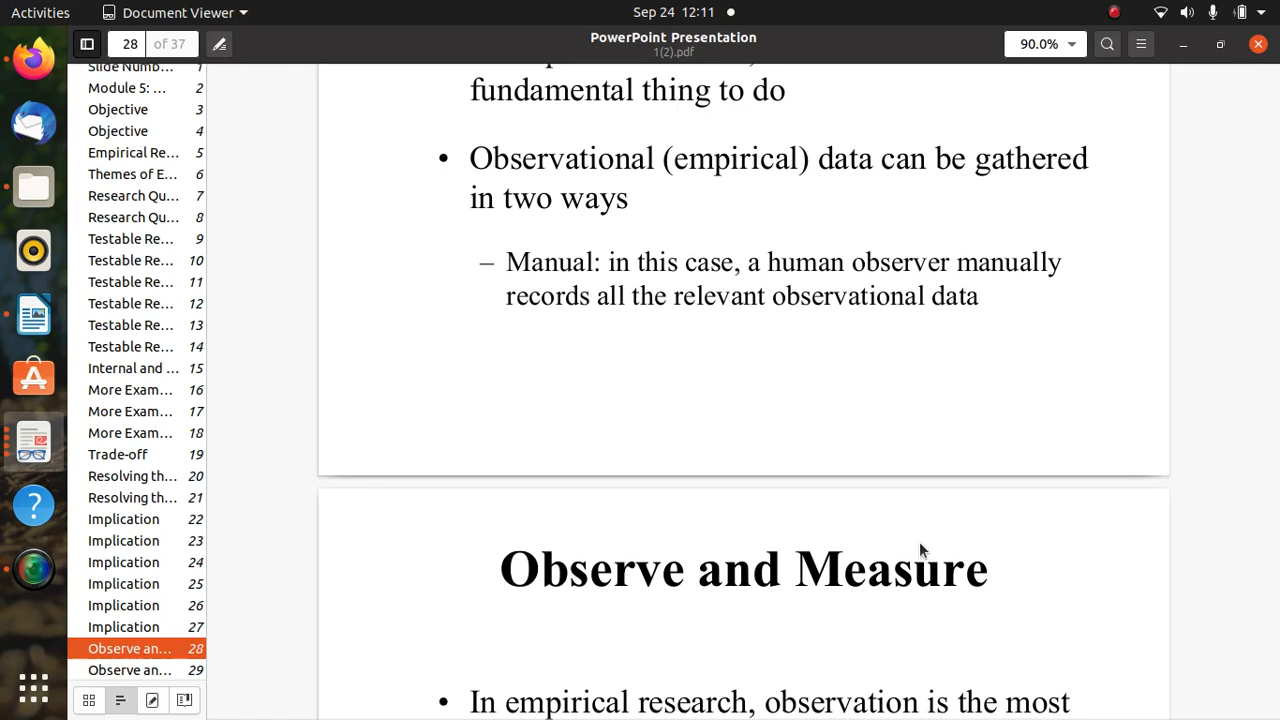 Activities Document Viewer Sep 24 12:11
28 of 37 PowerPoint Presentation 90.0%
1(2).pdf
Slide Numb... 1
Module 5: ... 2
Objective 3
Objective 4
Empirical Re... 5
Themes of E... 6
Research Qu... 7
Research Qu... 8
Testable Re... 9
Testable Re... 10
Testable Re... 11
Testable Re... 12
Testable Re... 13
Testable Re... 14
Internal and ... 15
More Exam... 16
More Exam... 17
More Exam... 18
Trade-off 19
Resolving th... 20
Resolving th... 21
Implication 22
Implication 23
Implication 24
Implication 25
Implication 26
Implication 27
Observe an... 28
Observe an... 29
fundamental thing to do
• Observational (empirical) data can be gathered
in two ways
– Manual: in this case, a human observer manually
records all the relevant observational data
Observe and Measure
• In empirical research, observation is the most